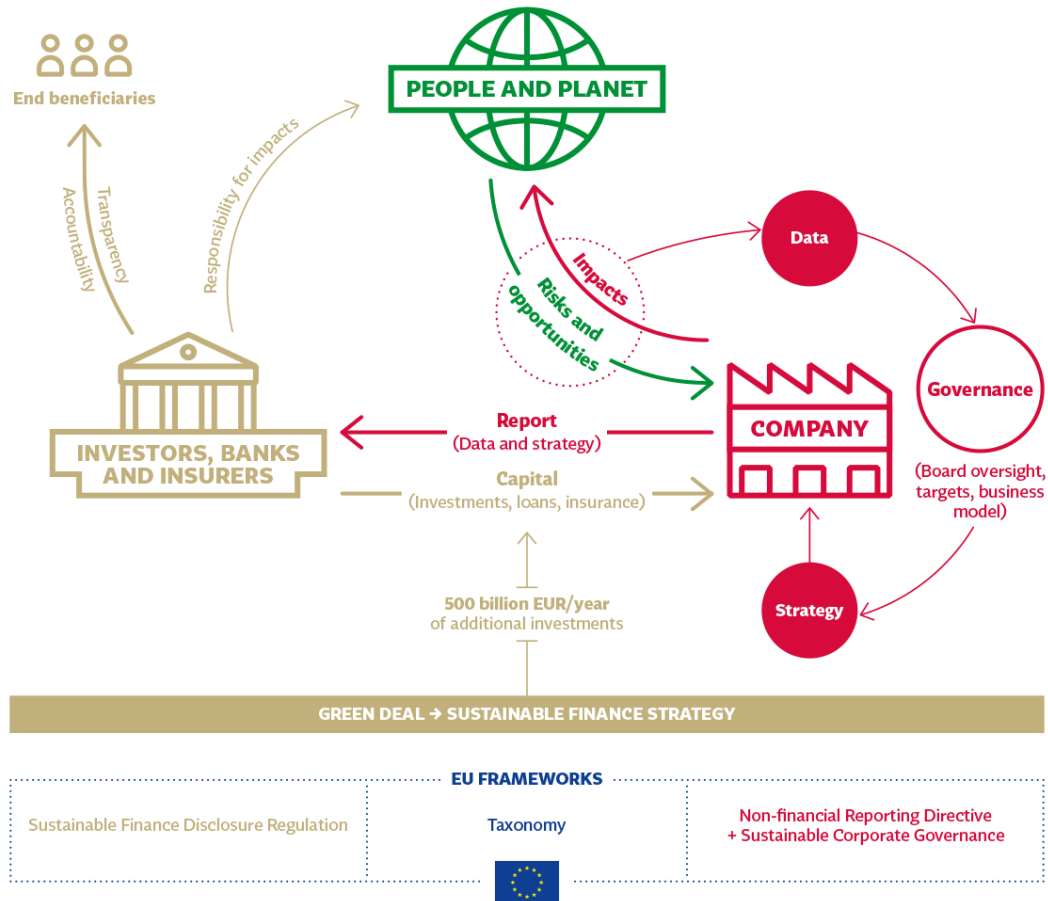 End beneficiaries
PEOPLE AND PLANET
Transparency
Accountability
Responsibility for impacts
Impacts
Risks and
opportunities
Data
Governance
(Board oversight,
targets, business
model)
Strategy
COMPANY
Report
(Data and strategy)
INVESTORS, BANKS
AND INSURERS
Capital
(Investments, loans, insurance)
500 billion EUR/year
of additional investments
GREEN DEAL → SUSTAINABLE FINANCE STRATEGY
EU FRAMEWORKS
Sustainable Finance Disclosure Regulation
Taxonomy
Non-financial Reporting Directive
+ Sustainable Corporate Governance